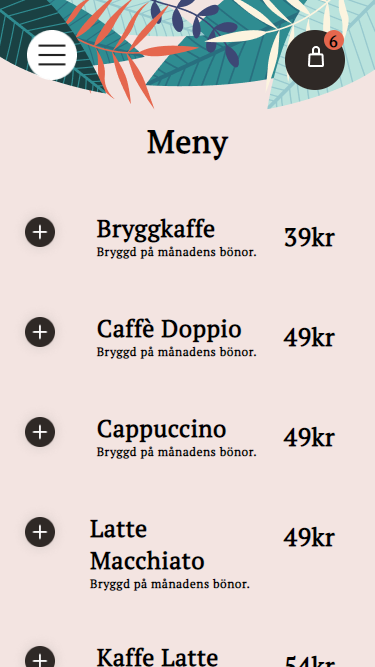 6
Meny
Bryggkaffe
39kr
Bryggd på månadens bönor.
Caffè Doppio
49kr
Bryggd på månadens bönor.
Cappuccino
49kr
Bryggd på månadens bönor.
Latte
Macchiato
49kr
Bryggd på månadens bönor.
Kaffe Latte
54kr